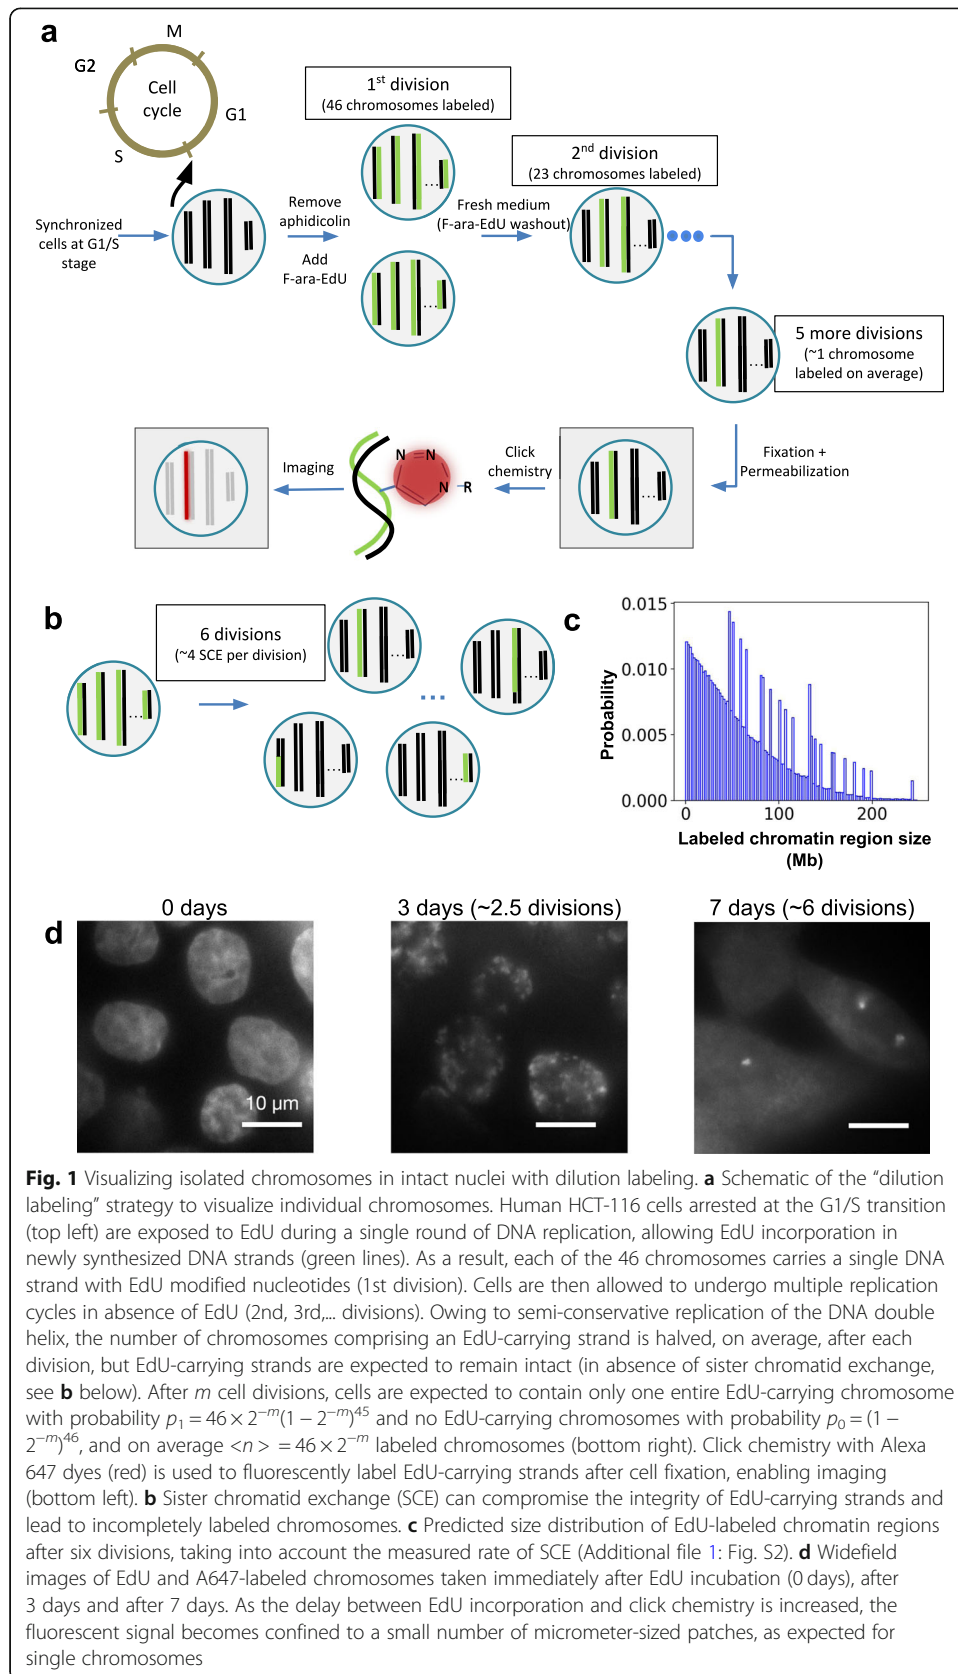 a
M
G2
Cell
cycle
G1
S
1st division
(46 chromosomes labeled)
2nd division
(23 chromosomes labeled)
Synchronized
cells at G1/S
stage
Remove
aphidicolin
Add
F-ara-EdU
Fresh medium
(F-ara-EdU washout)
5 more divisions
(~1 chromosome
labeled on average)
Fixation +
Permeabilization
Click
chemistry
N=N
N-R
Imaging
b
6 divisions
(~4 SCE per division)
c
0.015
0.010
0.005
0.000
Probability
0 100 200
Labeled chromatin region size
(Mb)
d
0 days
3 days (~2.5 divisions)
7 days (~6 divisions)
10 µm
Fig. 1 Visualizing isolated chromosomes in intact nuclei with dilution labeling. a Schematic of the “dilution
labeling” strategy to visualize individual chromosomes. Human HCT-116 cells arrested at the G1/S transition
(top left) are exposed to EdU during a single round of DNA replication, allowing EdU incorporation in
newly synthesized DNA strands (green lines). As a result, each of the 46 chromosomes carries a single DNA
strand with EdU modified nucleotides (1st division). Cells are then allowed to undergo multiple replication
cycles in absence of EdU (2nd, 3rd,... divisions). Owing to semi-conservative replication of the DNA double
helix, the number of chromosomes comprising an EdU-carrying strand is halved, on average, after each
division, but EdU-carrying strands are expected to remain intact (in absence of sister chromatid exchange,
see b below). After m cell divisions, cells are expected to contain only one entire EdU-carrying chromosome
with probability p₁ = 46 × 2⁻ᵐ(1 − 2⁻ᵐ)⁴⁵ and no EdU-carrying chromosomes with probability p₀ = (1 −
2⁻ᵐ)⁴⁶, and on average <n> = 46 × 2⁻ᵐ labeled chromosomes (bottom right). Click chemistry with Alexa
647 dyes (red) is used to fluorescently label EdU-carrying strands after cell fixation, enabling imaging
(bottom left). b Sister chromatid exchange (SCE) can compromise the integrity of EdU-carrying strands and
lead to incompletely labeled chromosomes. c Predicted size distribution of EdU-labeled chromatin regions
after six divisions, taking into account the measured rate of SCE (Additional file 1: Fig. S2). d Widefield
images of EdU and A647-labeled chromosomes taken immediately after EdU incubation (0 days), after
3 days and after 7 days. As the delay between EdU incorporation and click chemistry is increased, the
fluorescent signal becomes confined to a small number of micrometer-sized patches, as expected for
single chromosomes